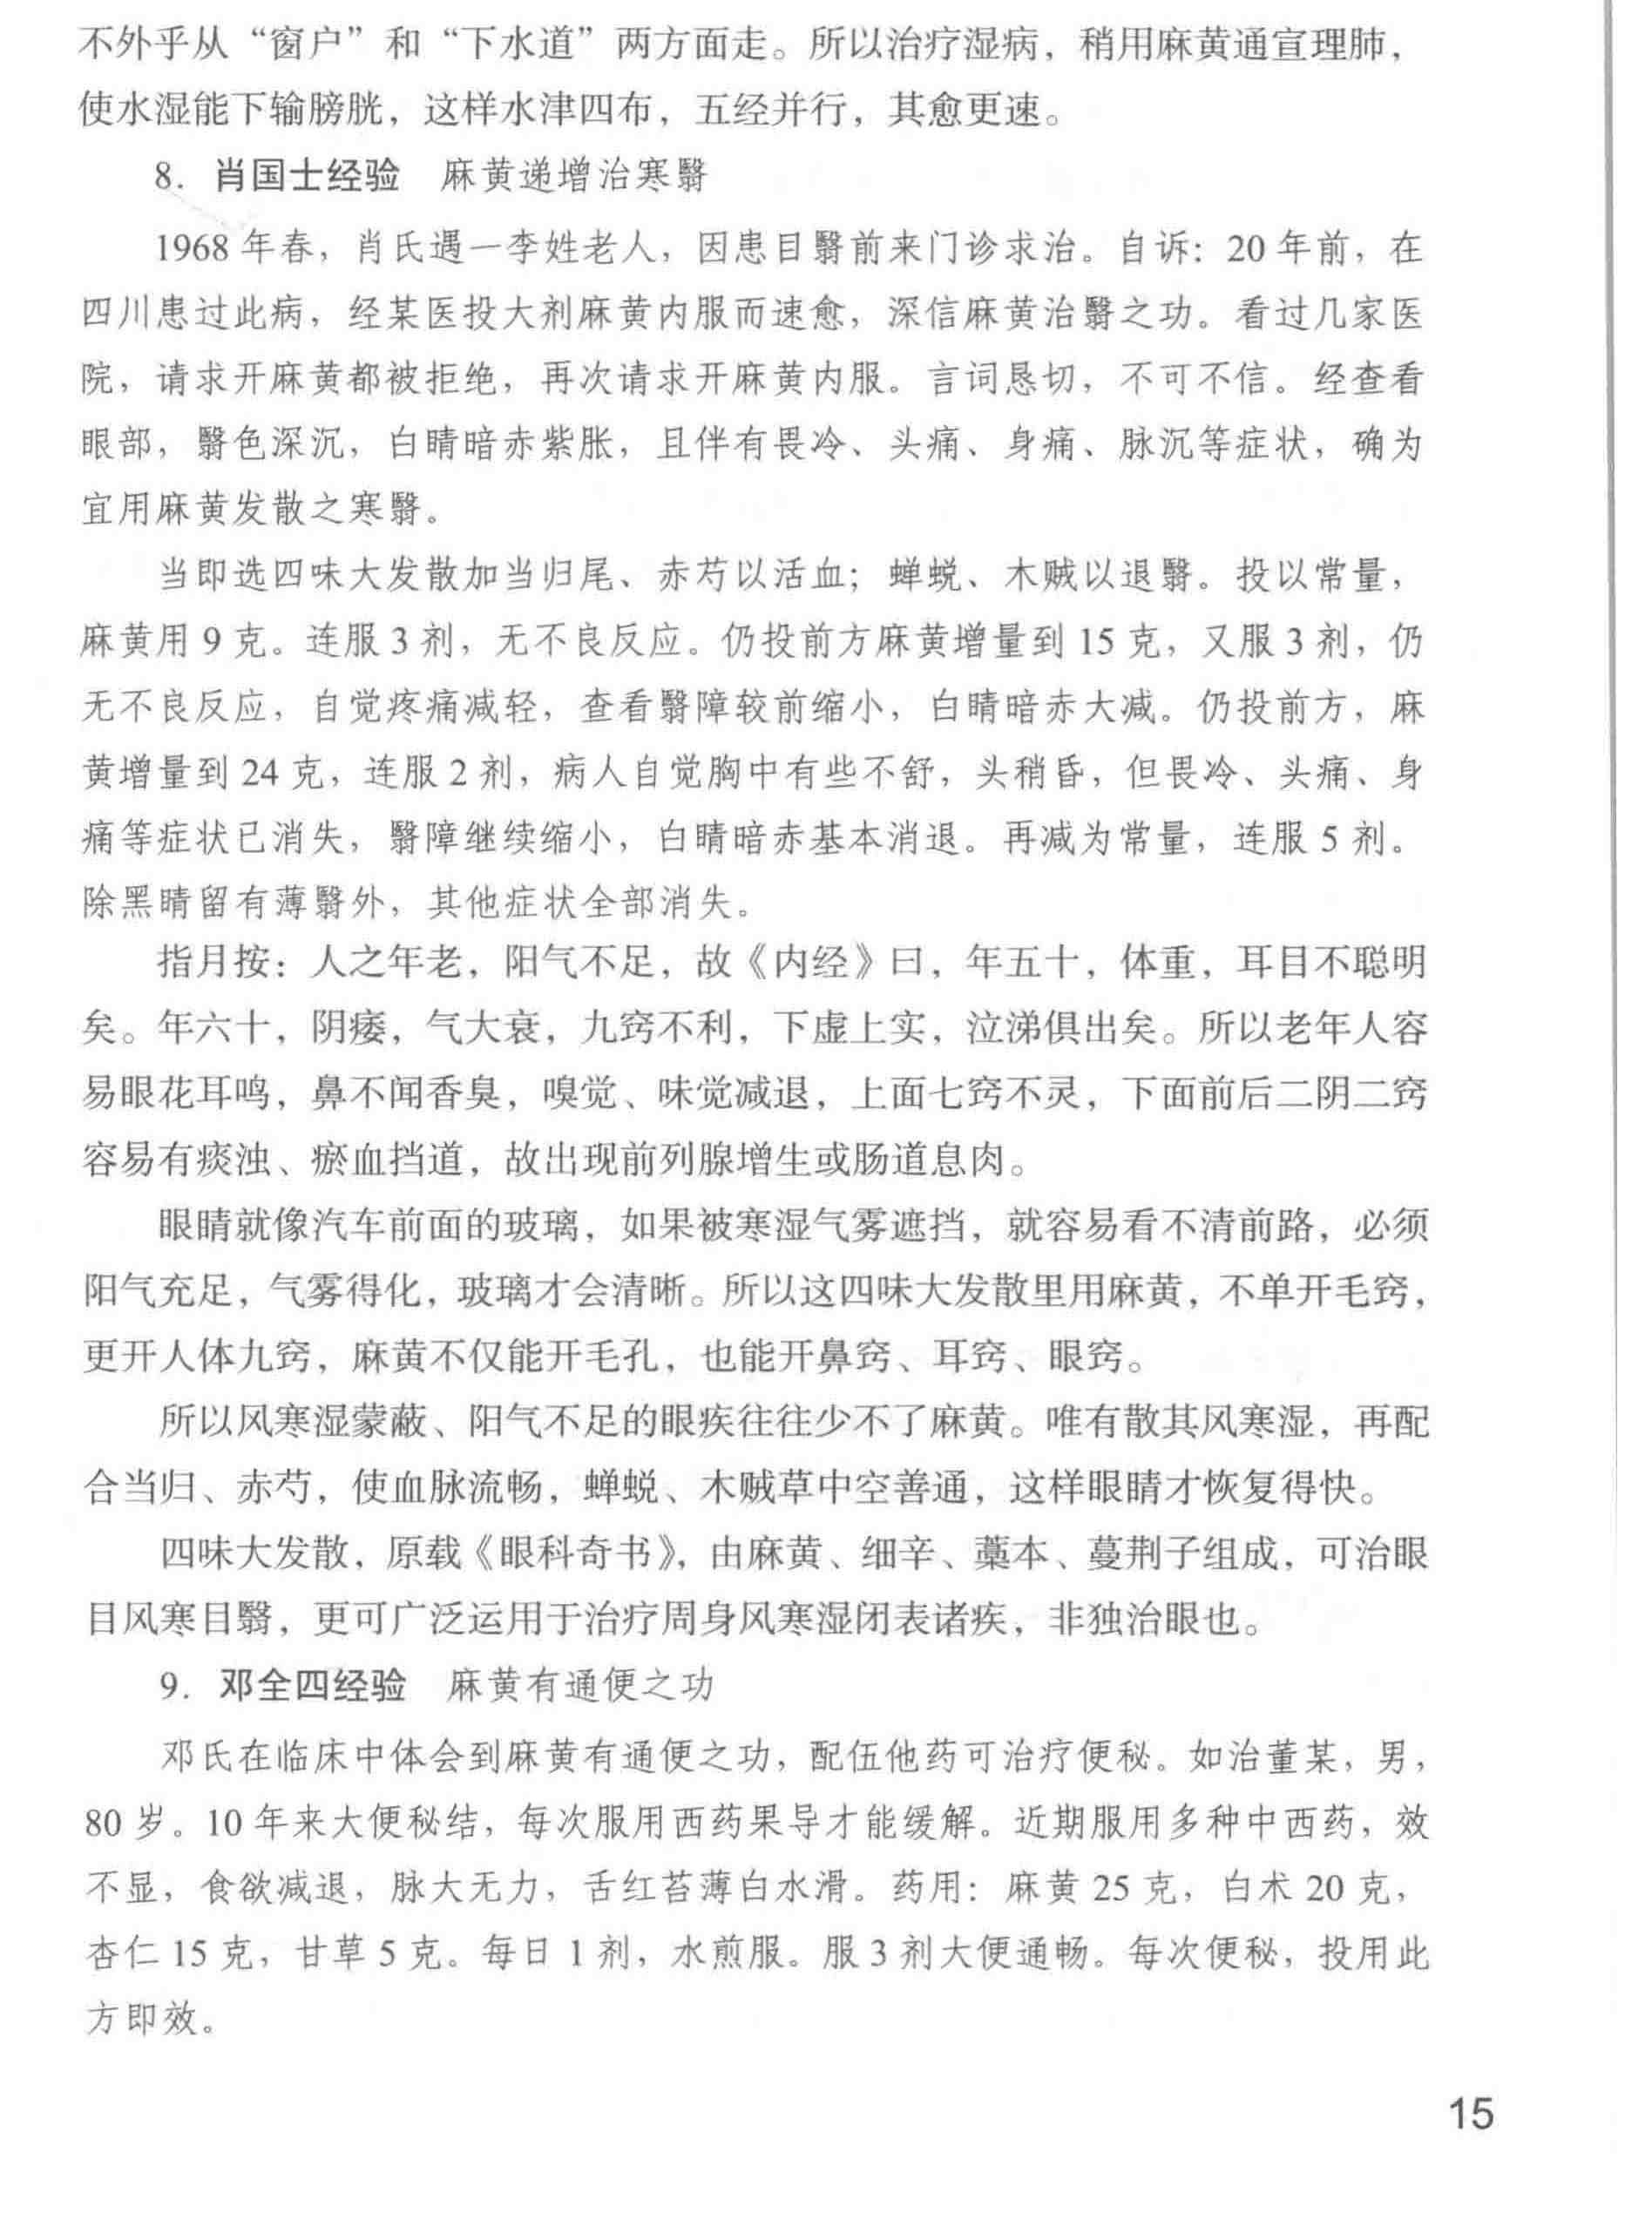 不外乎从“窗户”和“下水道”两方面走。所以治疗湿病，稍用麻黄通宣理肺，
使水湿能下输膀胱，这样水津四布，五经并行，其愈更速。
8. 肖国士经验 麻黄递增治寒翳
1968 年春，肖氏遇一李姓老人，因患目翳前来门诊求治。自诉：20 年前，在
四川患过此病，经某医投大剂麻黄内服而速愈，深信麻黄治翳之功。看过几家医
院，请求开麻黄都被拒绝，再次请求开麻黄内服。言词恳切，不可不信。经查看
眼部，翳色深沉，白睛暗赤紫胀，且伴有畏冷、头痛、身痛、脉沉等症状，确为
宜用麻黄发散之寒翳。
当即选四味大发散加当归尾、赤芍以活血；蝉蜕、木贼以退翳。投以常量，
麻黄用 9 克。连服 3 剂，无不良反应。仍投前方麻黄增量到 15 克，又服 3 剂，仍
无不良反应，自觉疼痛减轻，查看翳障较前缩小，白睛暗赤大减。仍投前方，麻
黄增量到 24 克，连服 2 剂，病人自觉胸中有些不舒，头稍昏，但畏冷、头痛、身
痛等症状已消失，翳障继续缩小，白睛暗赤基本消退。再减为常量，连服 5 剂。
除黑睛留有薄翳外，其他症状全部消失。
指月按：人之年老，阳气不足，故《内经》曰，年五十，体重，耳目不聪明
矣。年六十，阴痿，气大衰，九窍不利，下虚上实，泣涕俱出矣。所以老年人容
易眼花耳鸣，鼻不闻香臭，嗅觉、味觉减退，上面七窍不灵，下面前后二阴二窍
容易有痰浊、瘀血挡道，故出现前列腺增生或肠道息肉。
眼睛就像汽车前面的玻璃，如果被寒湿气雾遮挡，就容易看不清前路，必须
阳气充足，气雾得化，玻璃才会清晰。所以这四味大发散里用麻黄，不单开毛窍，
更开人体九窍，麻黄不仅能开毛孔，也能开鼻窍、耳窍、眼窍。
所以风寒湿蒙蔽、阳气不足的眼疾往往少不了麻黄。唯有散其风寒湿，再配
合当归、赤芍，使血脉流畅，蝉蜕、木贼草中空善通，这样眼睛才恢复得快。
四味大发散，原载《眼科奇书》，由麻黄、细辛、藁本、蔓荆子组成，可治眼
目风寒目翳，更可广泛运用于治疗周身风寒湿闭表诸疾，非独治眼也。
9. 邓全四经验 麻黄有通便之功
邓氏在临床中体会到麻黄有通便之功，配伍他药可治疗便秘。如治董某，男，
80 岁。10 年来大便秘结，每次服用西药果导才能缓解。近期服用多种中西药，效
不显，食欲减退，脉大无力，舌红苔薄白水滑。药用：麻黄 25 克，白术 20 克，
杏仁 15 克，甘草 5 克。每日 1 剂，水煎服。服 3 剂大便通畅。每次便秘，投用此
方即效。
15